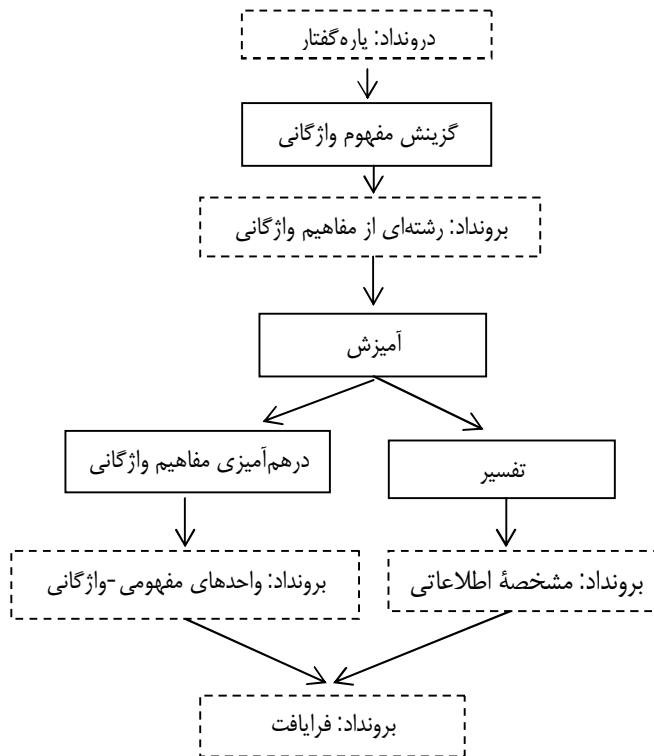 درونداد: پاره‌گفتار
گزینش مفهوم واژگانی
برونداد: رشته‌ای از مفاهیم واژگانی
آمیزش
تفسیر
درهم‌آمیزی مفاهیم واژگانی
برونداد: مشخصۀ اطلاعاتی
برونداد: واحدهای مفهومی-واژگانی
برونداد: فرایافت